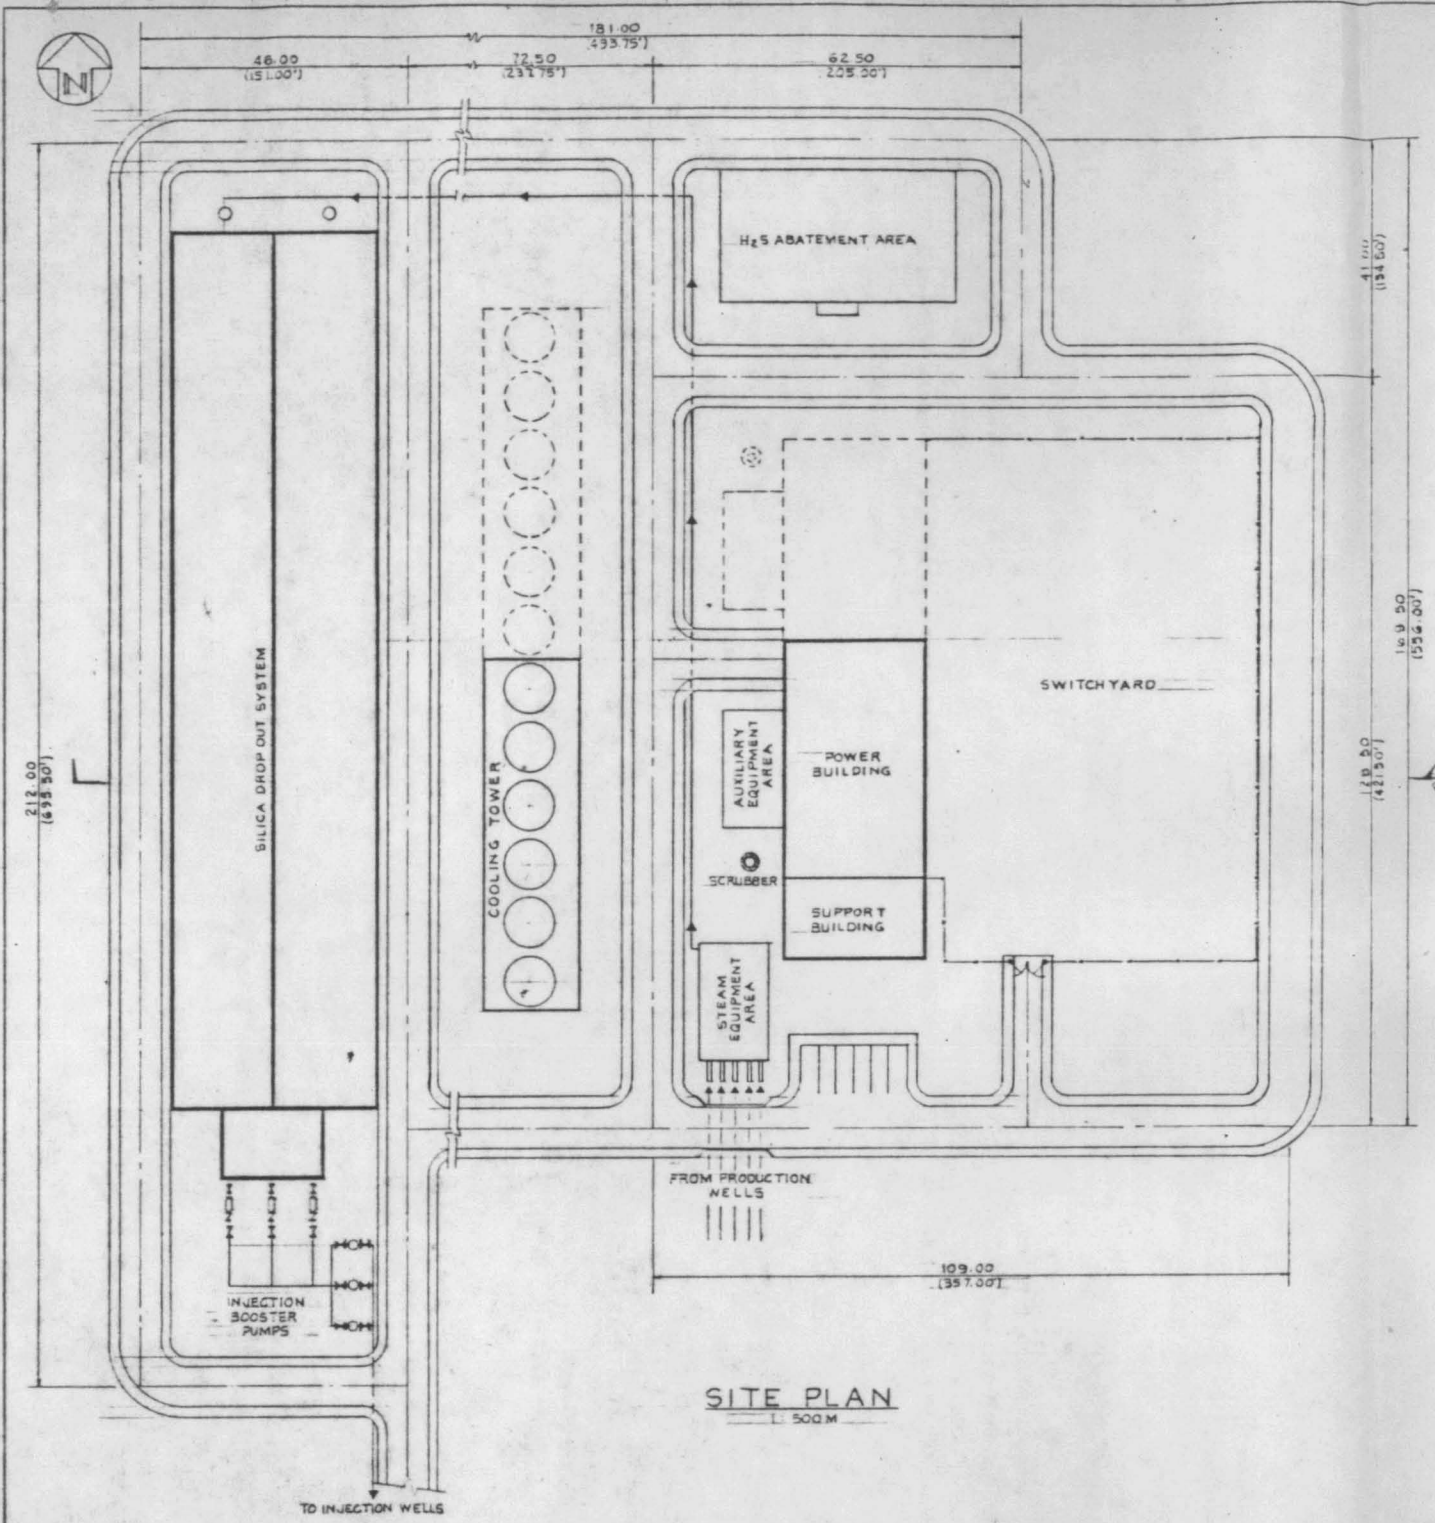 N
181.00
(493.75')
46.00
(151.00')
72.50
(237.75')
62.50
205.00')
H2S ABATEMENT AREA
41.00
(134.50')
169.50
(556.00')
128.50
(421.50')
212.00
(695.50')
SILICA DROP OUT SYSTEM
COOLING TOWER
SWITCHYARD
POWER
BUILDING
AUXILIARY
EQUIPMENT
AREA
SCRUBBER
SUPPORT
BUILDING
STEAM
EQUIPMENT
AREA
FROM PRODUCTION
WELLS
109.00
(357.00')
INJECTION
BOOSTER
PUMPS
SITE PLAN
1: 500 M
TO INJECTION WELLS